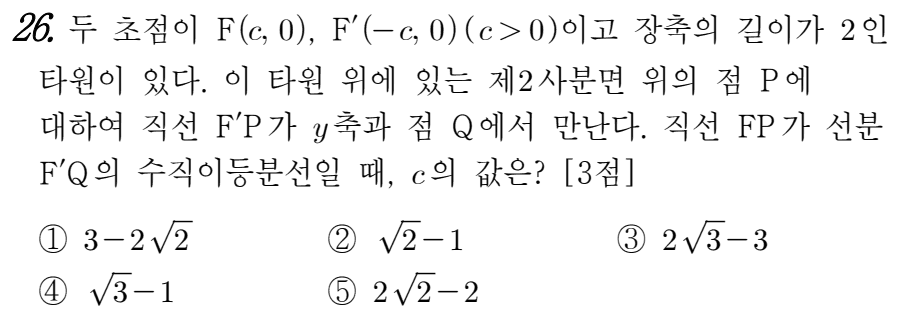 26. 두 초점이 F(c, 0), F′(−c, 0)(c>0)이고 장축의 길이가 2인
타원이 있다. 이 타원 위에 있는 제2사분면 위의 점 P에
대하여 직선 F′P가 y축과 점 Q에서 만난다. 직선 FP가 선분
F′Q의 수직이등분선일 때, c의 값은? [3점]
① 3−2√2 ② √2−1 ③ 2√3−3
④ √3−1 ⑤ 2√2−2